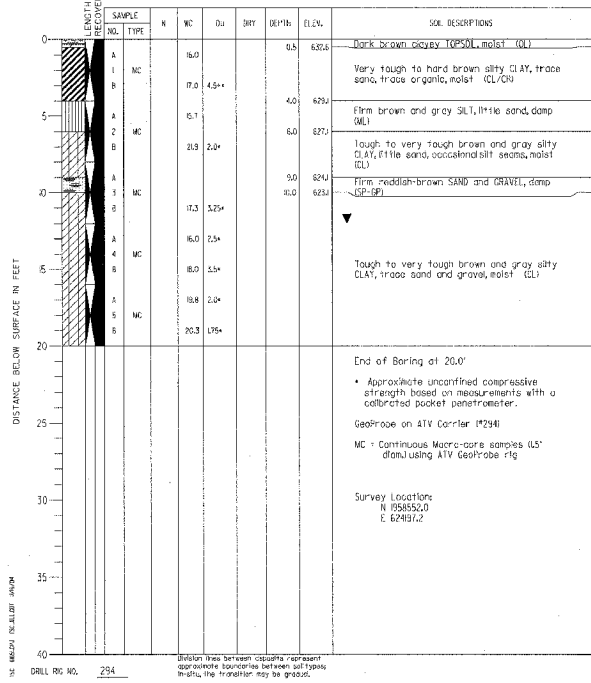 LENGTH
RECOVERY
SAMPLE
NO. TYPE
N WC Qu DRY DEPTH ELEV. SOIL DESCRIPTIONS
0
0.5 632.6 Dark brown clayey TOPSOIL, moist (OL)
A 16.0
1 MC
Very tough to hard brown silty CLAY, trace
sand, trace organic, moist (CL/CH)
B 17.0 4.5+*
4.0 629.1
5
A 15.7
Firm brown and gray SILT, little sand, damp
(ML)
2 MC
6.0 627.1
B 21.9 2.0*
Tough to very tough brown and gray silty
CLAY, little sand, occasional silt seams, moist
(CL)
A
9.0 624.1
Firm reddish-brown SAND and GRAVEL, damp
(SP-GP)
10
3 MC
10.0 623.1
B 17.3 3.25*
A 16.0 2.5*
4 MC
15
B 18.0 3.5*
Tough to very tough brown and gray silty
CLAY, trace sand and gravel, moist (CL)
A 19.8 2.0*
5 MC
B 20.3 1.75*
20
End of Boring at 20.0'
* Approximate unconfined compressive
strength based on measurements with a
calibrated pocket penetrometer.
GeoProbe on ATV Carrier (#294)
MC = Continuous Macro-core samples (1.5"
diam.) using ATV GeoProbe rig
25
30
Survey Location:
N 1958552.0
E 624197.2
35
40
DISTANCE BELOW SURFACE IN FEET
DRILL RIG NO. 294
Division lines between deposits represent
approximate boundaries between soil types;
in-situ, the transition may be gradual.